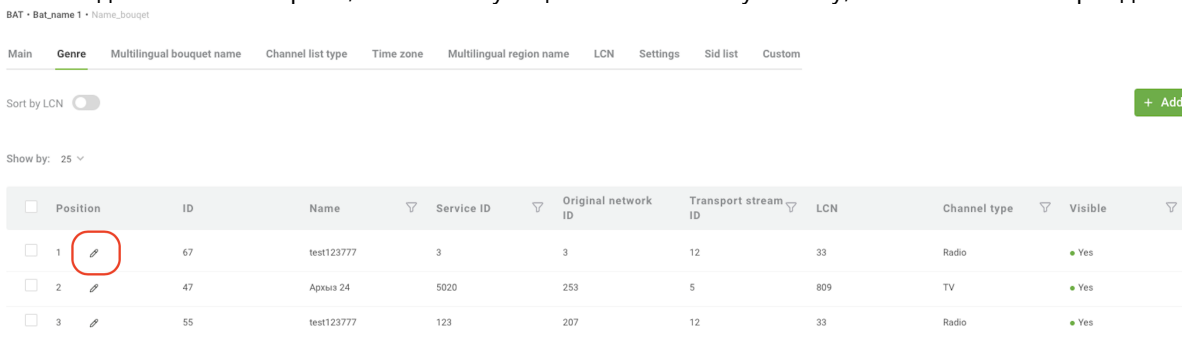 BAT • Bat_name 1 • Name_bouqet
Main Genre Multilingual bouquet name Channel list type Time zone Multilingual region name LCN Settings Sid list Custom
Sort by LCN
+ Add
Show by: 25
Position ID Name Service ID Original network ID Transport stream ID LCN Channel type Visible
1 67 test123777 3 3 12 33 Radio Yes
2 47 Архыз 24 5020 253 5 809 TV Yes
3 55 test123777 123 207 12 33 Radio Yes